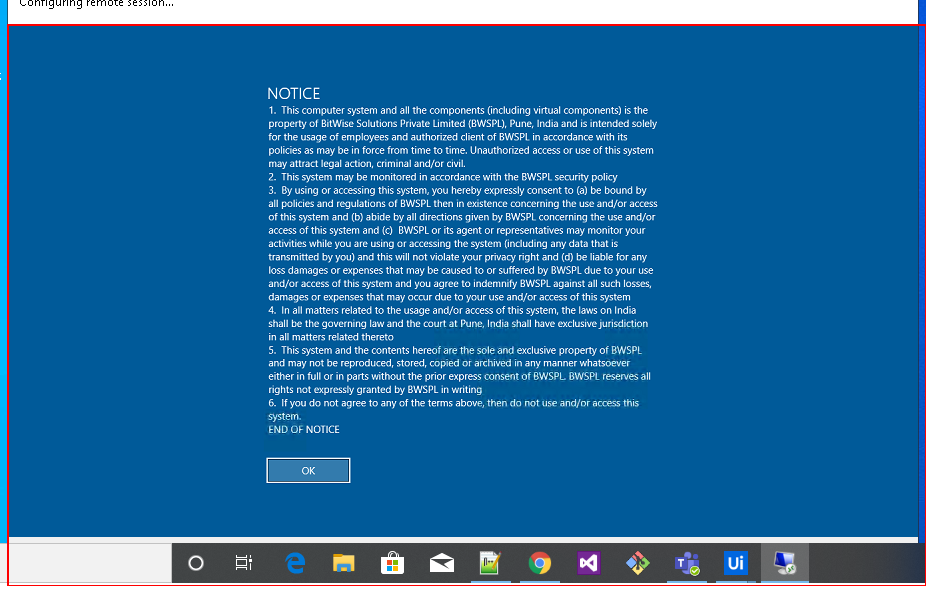 Configuring remote session...
NOTICE
1. This computer system and all the components (including virtual components) is the
property of BitWise Solutions Private Limited (BWSPL), Pune, India and is intended solely
for the usage of employees and authorized client of BWSPL in accordance with its
policies as may be in force from time to time. Unauthorized access or use of this system
may attract legal action, criminal and/or civil.
2. This system may be monitored in accordance with the BWSPL security policy
3. By using or accessing this system, you hereby expressly consent to (a) be bound by
all policies and regulations of BWSPL then in existence concerning the use and/or access
of this system and (b) abide by all directions given by BWSPL concerning the use and/or
access of this system and (c) BWSPL or its agent or representatives may monitor your
activities while you are using or accessing the system (including any data that is
transmitted by you) and this will not violate your privacy right and (d) be liable for any
loss damages or expenses that may be caused to or suffered by BWSPL due to your use
and/or access of this system and you agree to indemnify BWSPL against all such losses,
damages or expenses that may occur due to your use and/or access of this system
4. In all matters related to the usage and/or access of this system, the laws on India
shall be the governing law and the court at Pune, India shall have exclusive jurisdiction
in all matters related thereto
5. This system and the contents hereof are the sole and exclusive property of BWSPL
and may not be reproduced, stored, copied or archived in any manner whatsoever
either in full or in parts without the prior express consent of BWSPL. BWSPL reserves all
rights not expressly granted by BWSPL in writing
6. If you do not agree to any of the terms above, then do not use and/or access this
system.
END OF NOTICE
OK
Ui